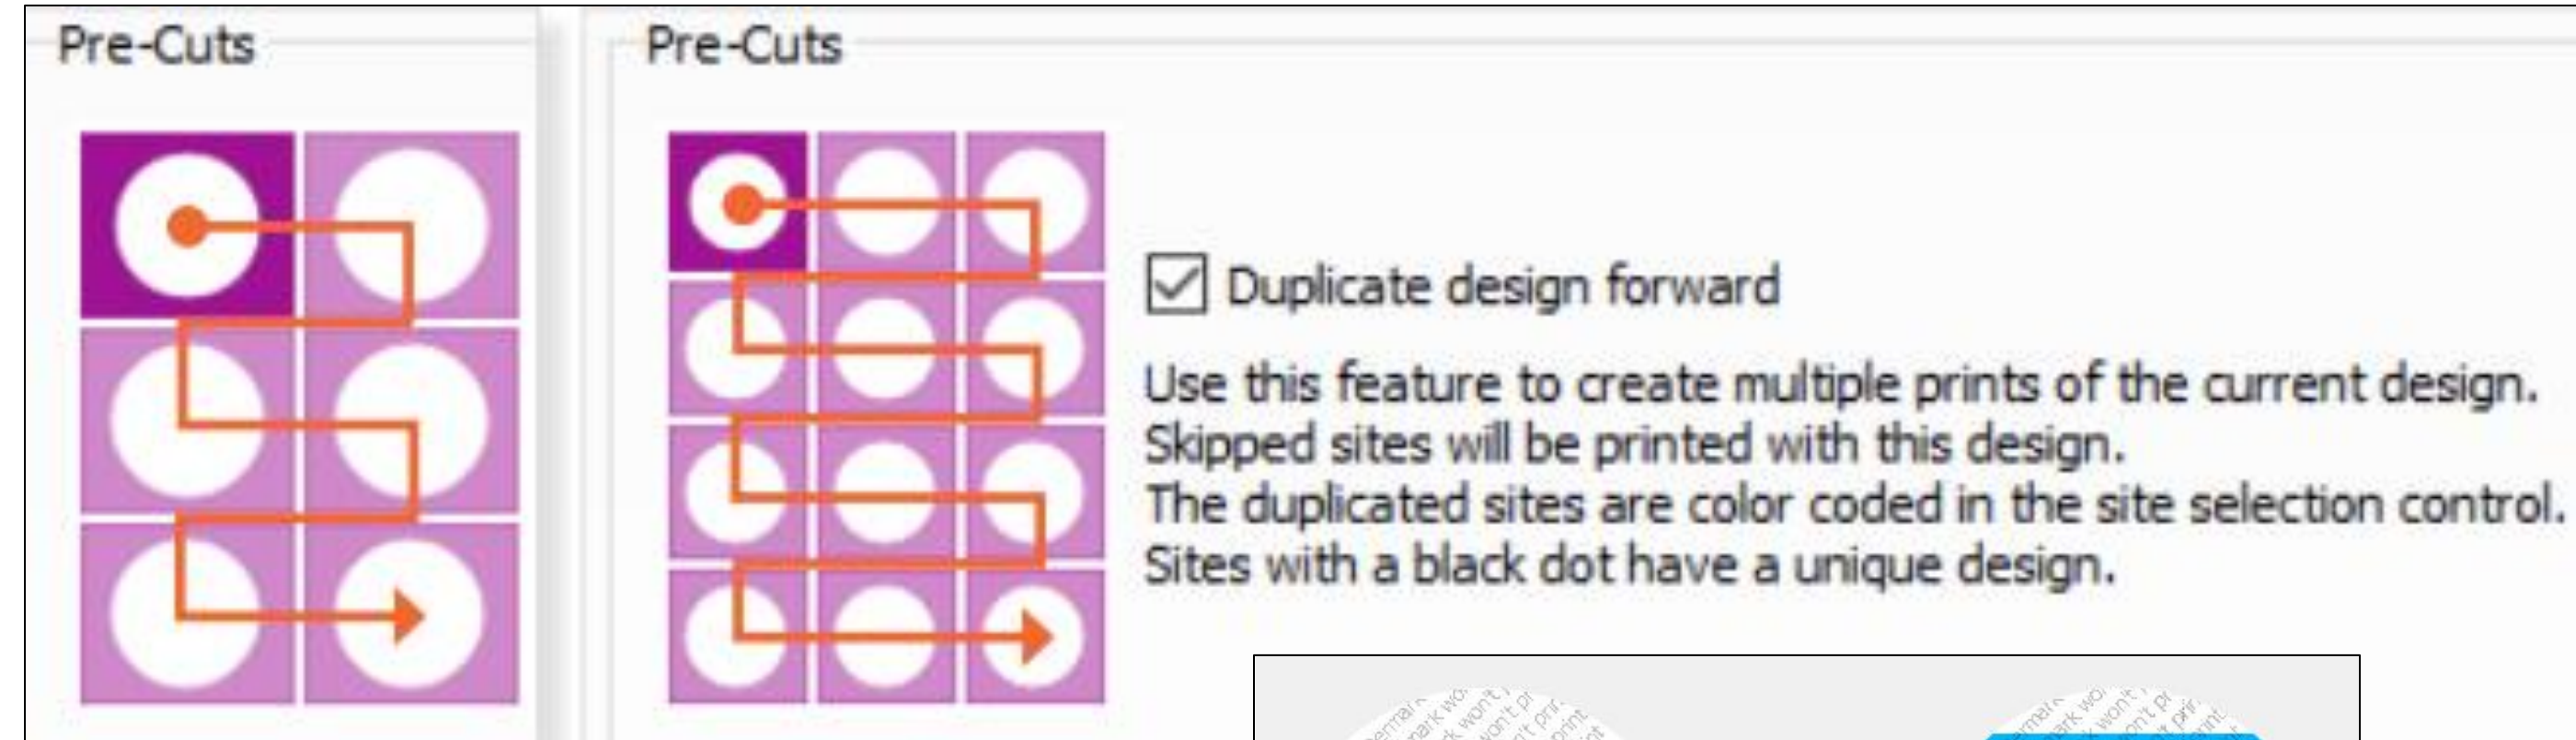 Pre-Cuts
Pre-Cuts
Duplicate design forward
Use this feature to create multiple prints of the current design.
Skipped sites will be printed with this design.
The duplicated sites are color coded in the site selection control.
Sites with a black dot have a unique design.